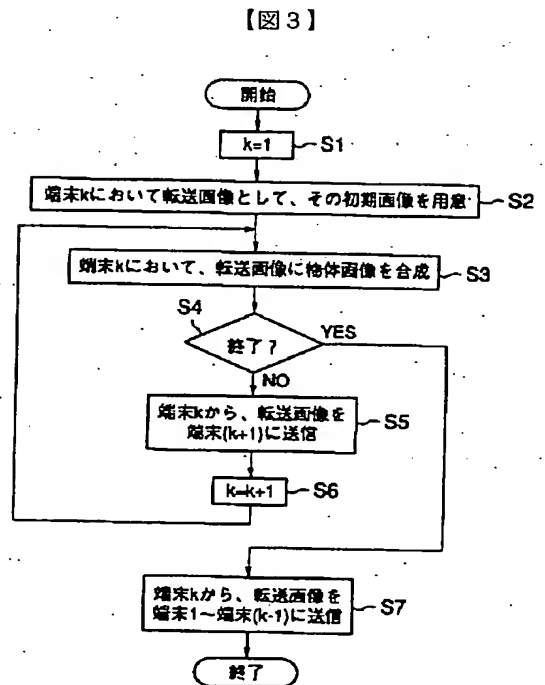 【図3】
開始
k=1
S1
端末kにおいて転送画像として、その初期画像を用意
S2
端末kにおいて、転送画像に物体画像を合成
S3
S4
終了?
YES
NO
端末kから、転送画像を
端末(k+1)に送信
S5
k=k+1
S6
端末kから、転送画像を
端末1～端末(k-1)に送信
S7
終了